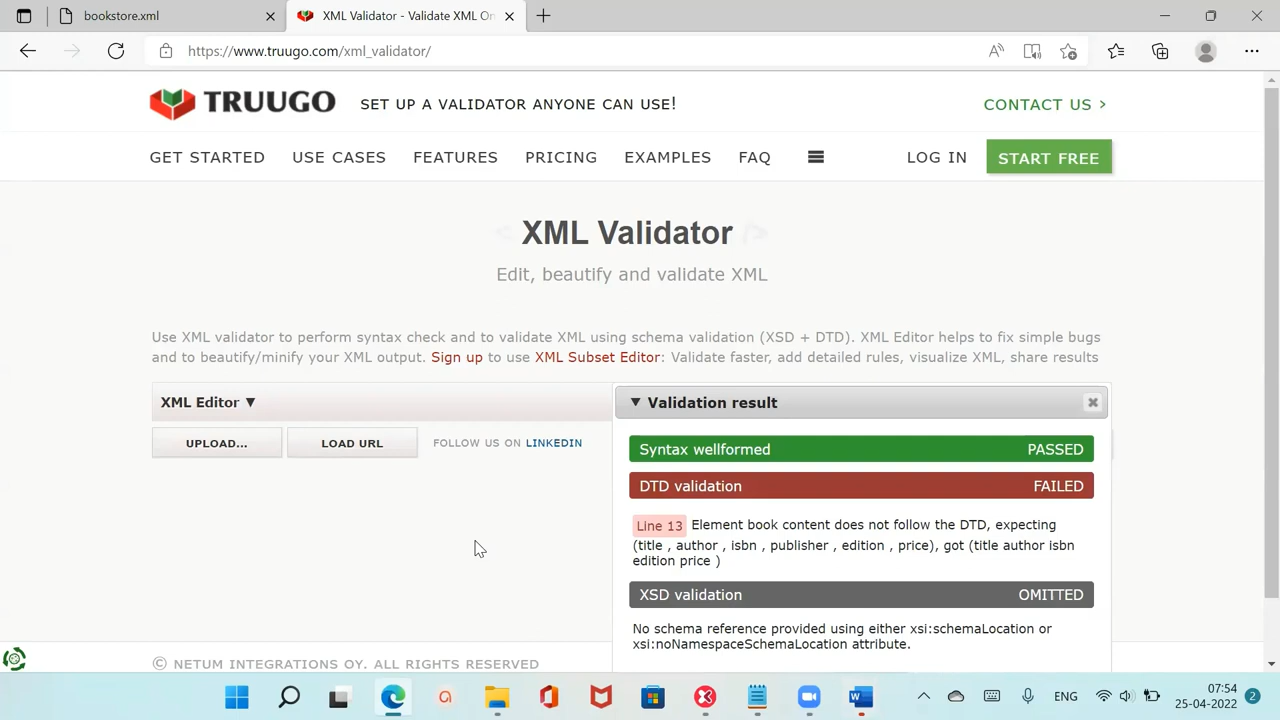 bookstore.xml
XML Validator - Validate XML On
https://www.truugo.com/xml_validator/
TRUUGO
SET UP A VALIDATOR ANYONE CAN USE!
CONTACT US >
GET STARTED
USE CASES
FEATURES
PRICING
EXAMPLES
FAQ
LOG IN
START FREE
< XML Validator />
Edit, beautify and validate XML
Use XML validator to perform syntax check and to validate XML using schema validation (XSD + DTD). XML Editor helps to fix simple bugs
and to beautify/minify your XML output. Sign up to use XML Subset Editor: Validate faster, add detailed rules, visualize XML, share results
XML Editor ▼
UPLOAD...
LOAD URL
FOLLOW US ON LINKEDIN
▼ Validation result
Syntax wellformed PASSED
DTD validation FAILED
Line 13 Element book content does not follow the DTD, expecting
(title , author , isbn , publisher , edition , price), got (title author isbn
edition price )
XSD validation OMITTED
No schema reference provided using either xsi:schemaLocation or
xsi:noNamespaceSchemaLocation attribute.
© NETUM INTEGRATIONS OY. ALL RIGHTS RESERVED
ENG
07:54
25-04-2022
2